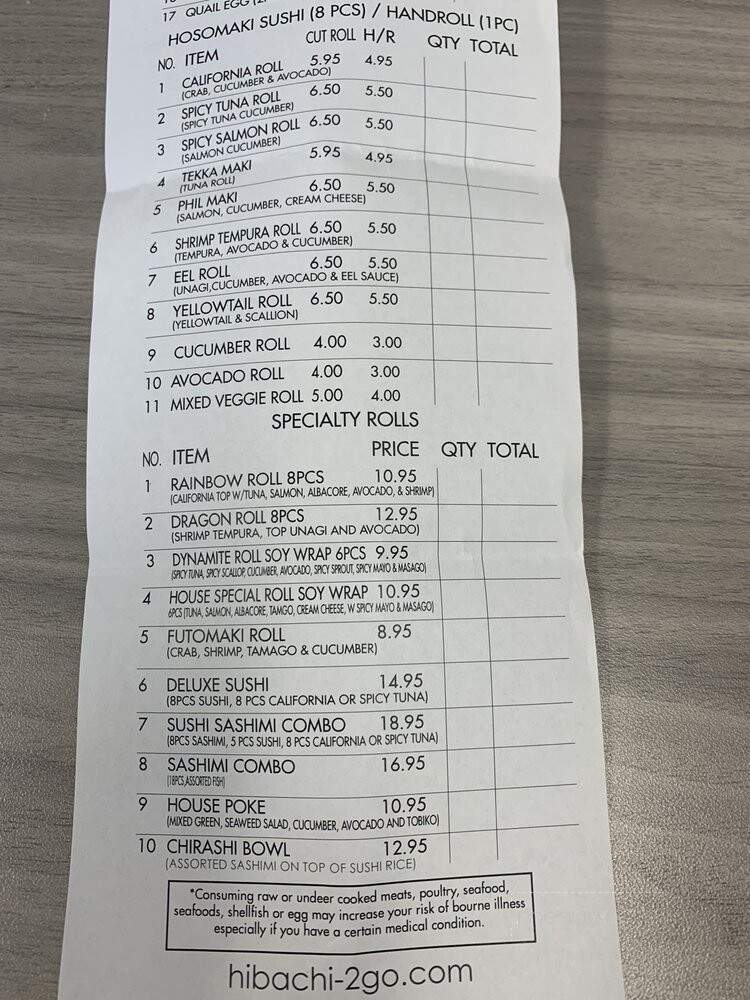 17 QUAIL EGG
HOSOMAKI SUSHI (8 PCS) / HANDROLL (1PC)
NO. ITEM CUT ROLL H/R QTY TOTAL
1 CALIFORNIA ROLL 5.95 4.95
(CRAB, CUCUMBER & AVOCADO)
2 SPICY TUNA ROLL 6.50 5.50
(SPICY TUNA CUCUMBER)
3 SPICY SALMON ROLL 6.50 5.50
(SALMON CUCUMBER)
4 TEKKA MAKI 5.95 4.95
(TUNA ROLL)
5 PHIL MAKI 6.50 5.50
(SALMON, CUCUMBER, CREAM CHEESE)
6 SHRIMP TEMPURA ROLL 6.50 5.50
(TEMPURA, AVOCADO & CUCUMBER)
7 EEL ROLL 6.50 5.50
(UNAGI,CUCUMBER, AVOCADO & EEL SAUCE)
8 YELLOWTAIL ROLL 6.50 5.50
(YELLOWTAIL & SCALLION)
9 CUCUMBER ROLL 4.00 3.00
10 AVOCADO ROLL 4.00 3.00
11 MIXED VEGGIE ROLL 5.00 4.00
SPECIALTY ROLLS
NO. ITEM PRICE QTY TOTAL
1 RAINBOW ROLL 8PCS 10.95
(CALIFORNIA TOP W/TUNA, SALMON, ALBACORE, AVOCADO, & SHRIMP)
2 DRAGON ROLL 8PCS 12.95
(SHRIMP TEMPURA, TOP UNAGI AND AVOCADO)
3 DYNAMITE ROLL SOY WRAP 6PCS 9.95
(SPICY TUNA, SPICY SCALLOP, CUCUMBER, AVOCADO, SPICY SPROUT, SPICY MAYO & MASAGO)
4 HOUSE SPECIAL ROLL SOY WRAP 10.95
6PCS (TUNA, SALMON, ALBACORE, TAMGO, CREAM CHEESE, W SPICY MAYO & MASAGO)
5 FUTOMAKI ROLL 8.95
(CRAB, SHRIMP, TAMAGO & CUCUMBER)
6 DELUXE SUSHI 14.95
(8PCS SUSHI, 8 PCS CALIFORNIA OR SPICY TUNA)
7 SUSHI SASHIMI COMBO 18.95
(8PCS SASHIMI, 5 PCS SUSHI, 8 PCS CALIFORNIA OR SPICY TUNA)
8 SASHIMI COMBO 16.95
(18PCS ASSORTED FISH)
9 HOUSE POKE 10.95
(MIXED GREEN, SEAWEED SALAD, CUCUMBER, AVOCADO AND TOBIKO)
10 CHIRASHI BOWL 12.95
(ASSORTED SASHIMI ON TOP OF SUSHI RICE)
*Consuming raw or undeer cooked meats, poultry, seafood,
seafoods, shellfish or egg may increase your risk of bourne illness
especially if you have a certain medical condition.
hibachi-2go.com